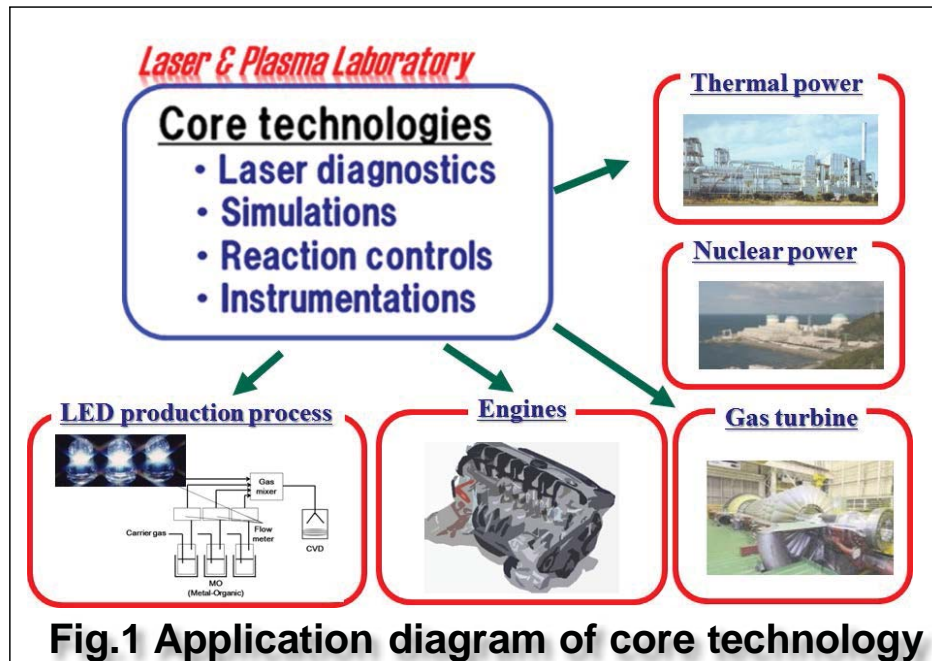 Laser & Plasma Laboratory
Core technologies
・Laser diagnostics
・Simulations
・Reaction controls
・Instrumentations
Thermal power
Nuclear power
LED production process
Gas
mixer
Carrier gas
Flow
meter
CVD
MO
(Metal-Organic)
Engines
Gas turbine
Fig.1 Application diagram of core technology